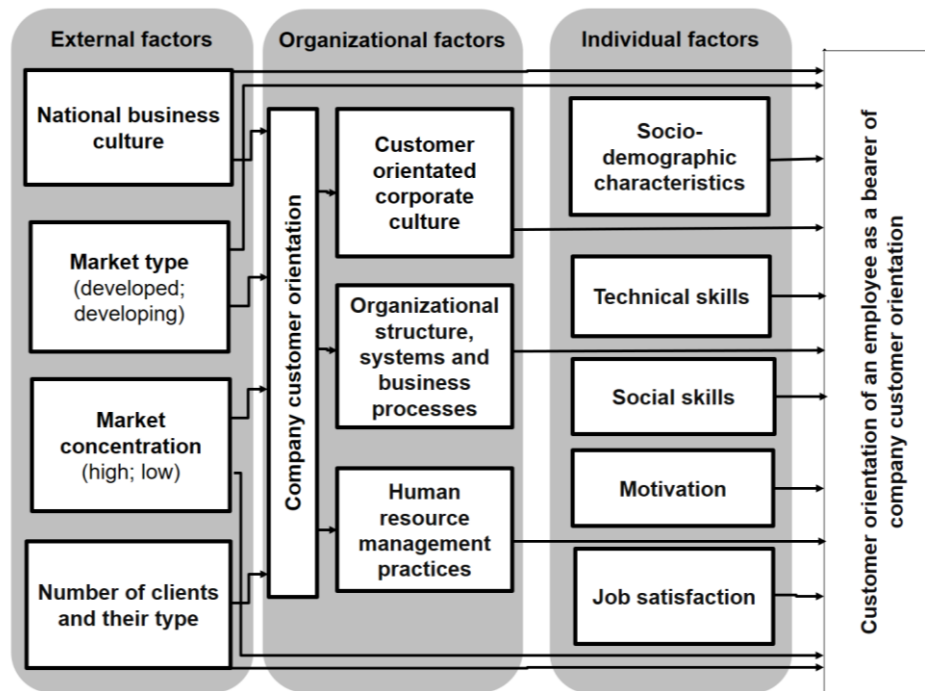 External factors
National business
culture
Market type
(developed;
developing)
Market
concentration
(high; low)
Number of clients
and their type
Organizational factors
Company customer orientation
Customer
orientated
corporate
culture
Organizational
structure,
systems and
business
processes
Human
resource
management
practices
Individual factors
Socio-
demographic
characteristics
Technical skills
Social skills
Motivation
Job satisfaction
Customer orientation of an employee as a bearer of
company customer orientation